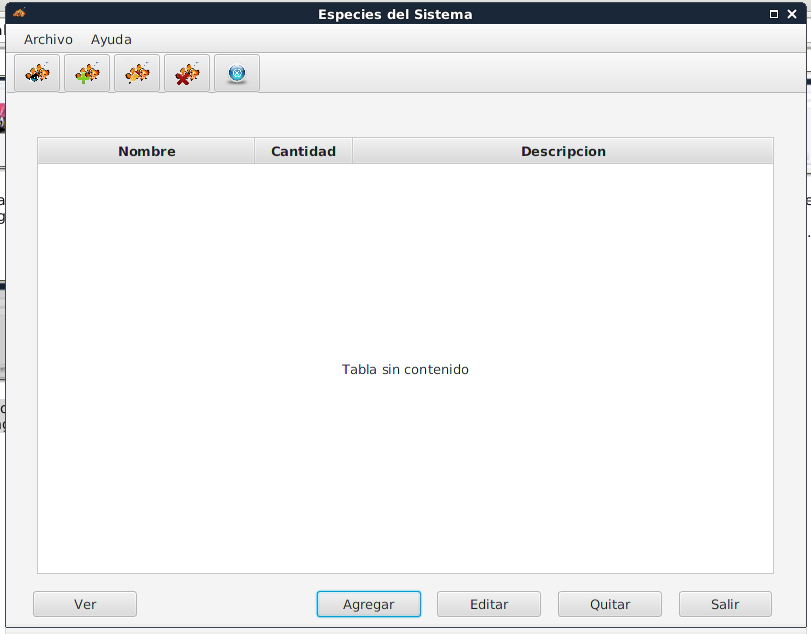 Especies del Sistema
Archivo Ayuda
Nombre Cantidad Descripcion
Tabla sin contenido
Ver Agregar Editar Quitar Salir